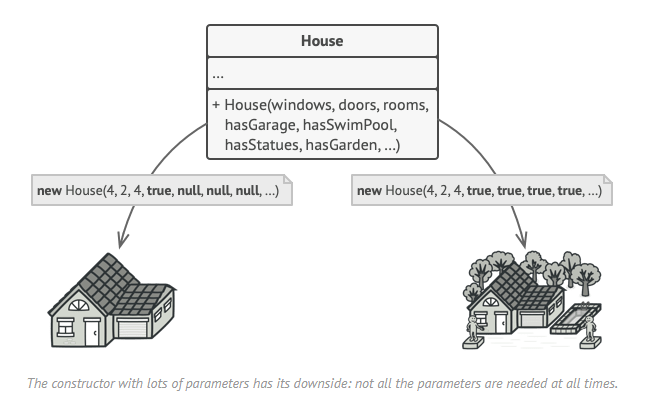 House
...
+ House(windows, doors, rooms,
hasGarage, hasSwimPool,
hasStatues, hasGarden, ...)
new House(4, 2, 4, true, null, null, null, ...)
new House(4, 2, 4, true, true, true, true, ...)
The constructor with lots of parameters has its downside: not all the parameters are needed at all times.